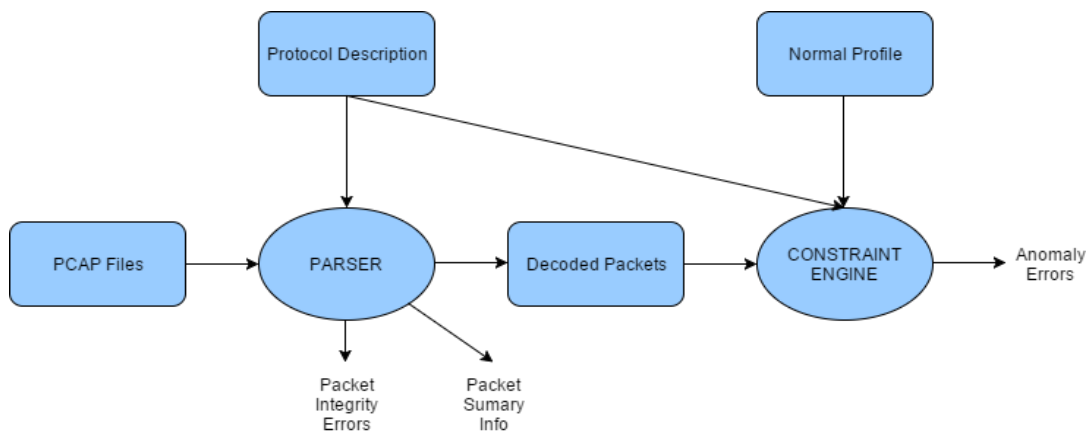 Protocol Description
Normal Profile
PCAP Files
PARSER
Decoded Packets
CONSTRAINT
ENGINE
Anomaly
Errors
Packet
Integrity
Errors
Packet
Sumary
Info